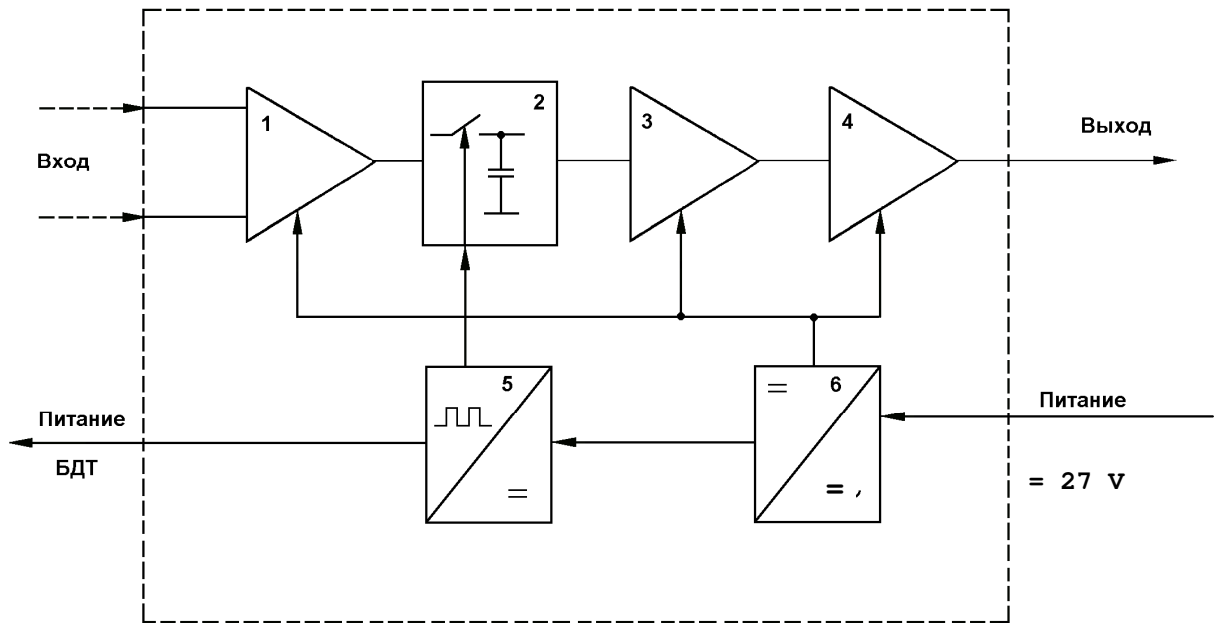 1
2
3
4
Выход
Вход
5
6
Питание
БДТ
=
=
= ,
Питание
= 27 V